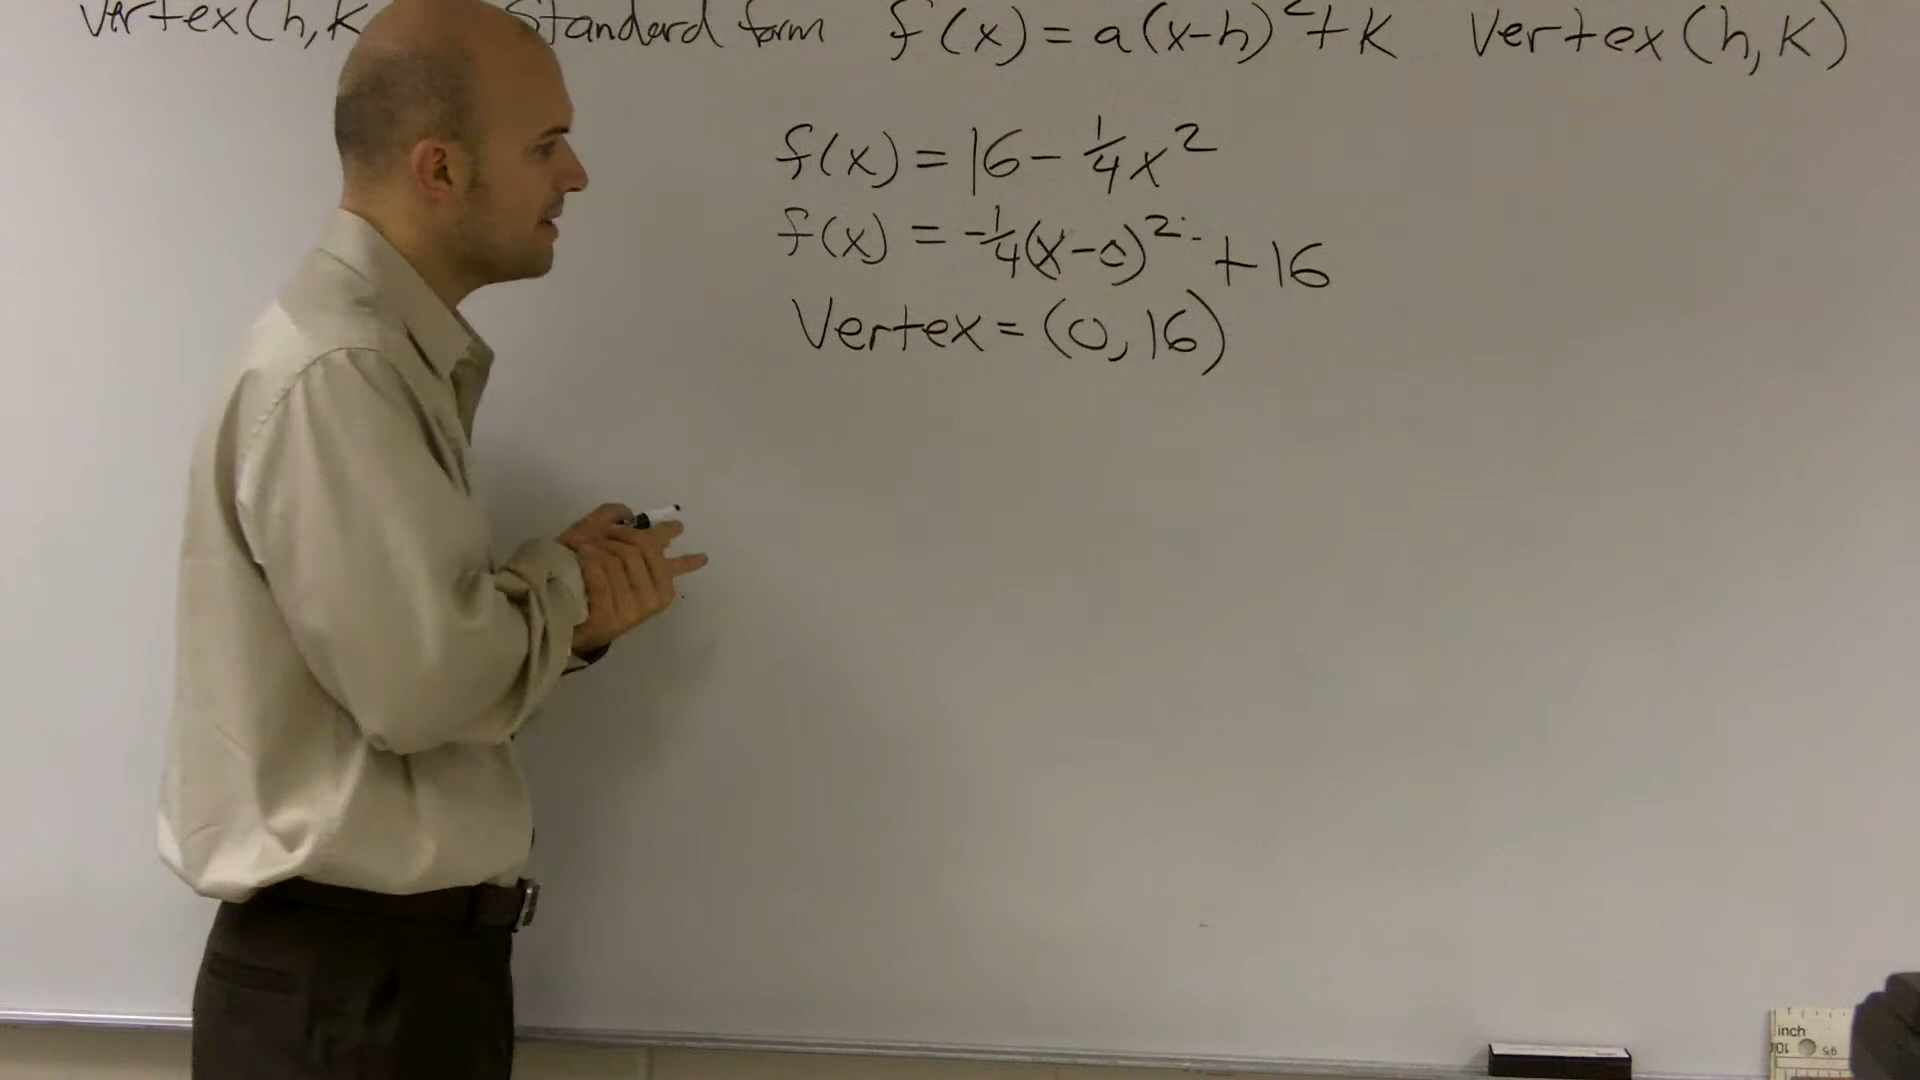 Vertex(h,k Standard form f(x) = a(x-h)²+k Vertex(h,k)
f(x) = 16 - 1/4x²
f(x) = -1/4(x-0)² +16
Vertex = (0,16)
inch